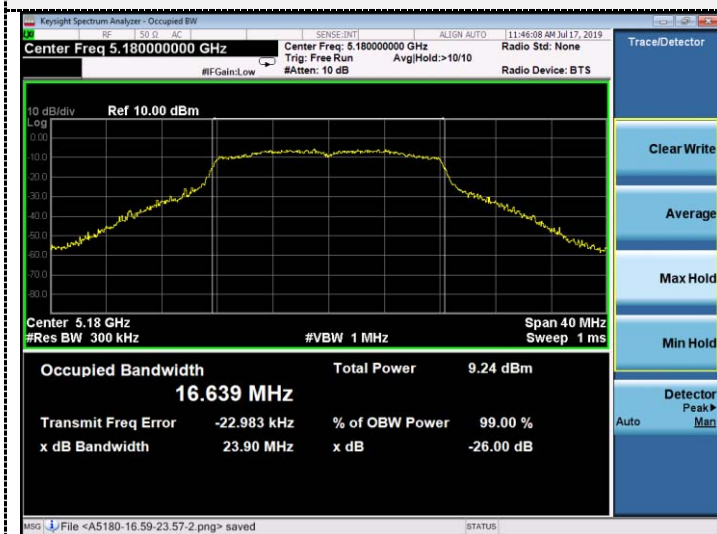 Keysight Spectrum Analyzer - Occupied BW
RF 50 Ω AC SENSE:INT ALIGN AUTO 11:46:08 AM Jul 17, 2019
Center Freq 5.180000000 GHz
Center Freq: 5.180000000 GHz
Radio Std: None
Trig: Free Run Avg|Hold:>10/10
#IFGain:Low #Atten: 10 dB Radio Device: BTS
10 dB/div Ref 10.00 dBm
Log
0.00
-10.0
-20.0
-30.0
-40.0
-50.0
-60.0
-70.0
-80.0
Center 5.18 GHz Span 40 MHz
#Res BW 300 kHz #VBW 1 MHz Sweep 1 ms
Occupied Bandwidth Total Power 9.24 dBm
16.639 MHz
Transmit Freq Error -22.983 kHz % of OBW Power 99.00 %
x dB Bandwidth 23.90 MHz x dB -26.00 dB
MSG File <A5180-16.59-23.57-2.png> saved STATUS
Trace/Detector
Clear Write
Average
Max Hold
Min Hold
Detector
Peak▶
Auto Man